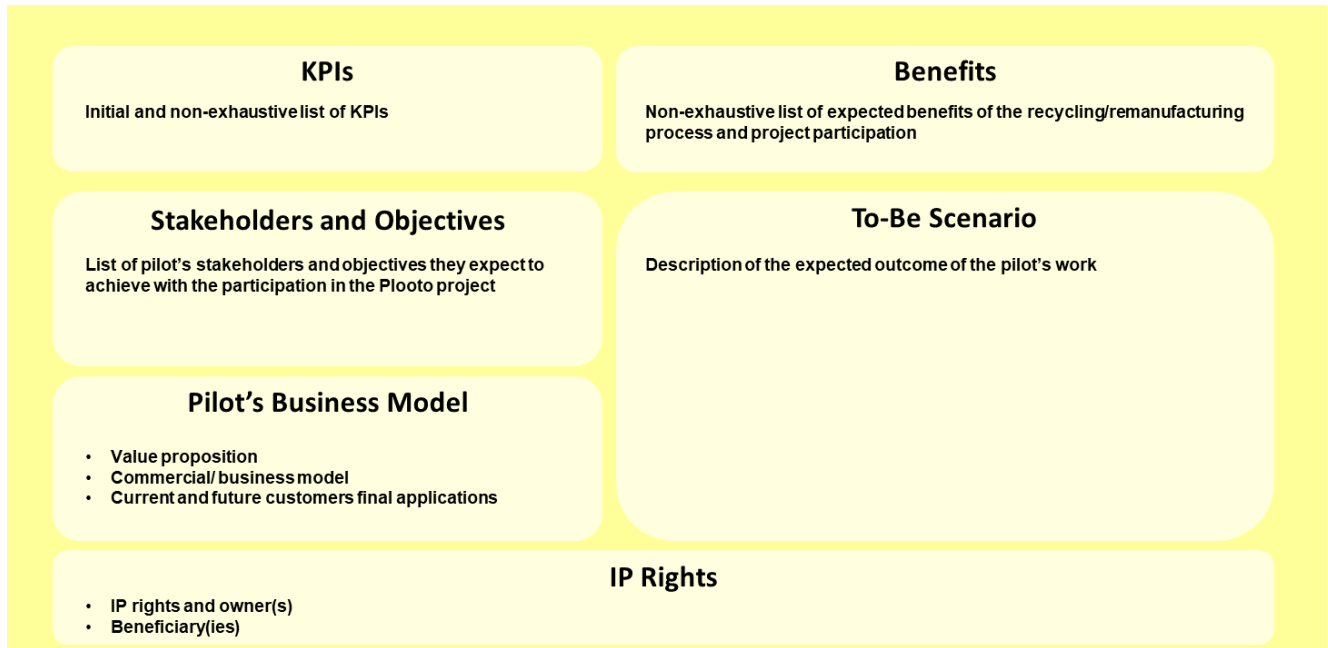 KPIs
Initial and non-exhaustive list of KPIs
Benefits
Non-exhaustive list of expected benefits of the recycling/remanufacturing
process and project participation
Stakeholders and Objectives
List of pilot's stakeholders and objectives they expect to
achieve with the participation in the Plooto project
To-Be Scenario
Description of the expected outcome of the pilot's work
Pilot's Business Model
• Value proposition
• Commercial/ business model
• Current and future customers final applications
IP Rights
• IP rights and owner(s)
• Beneficiary(ies)